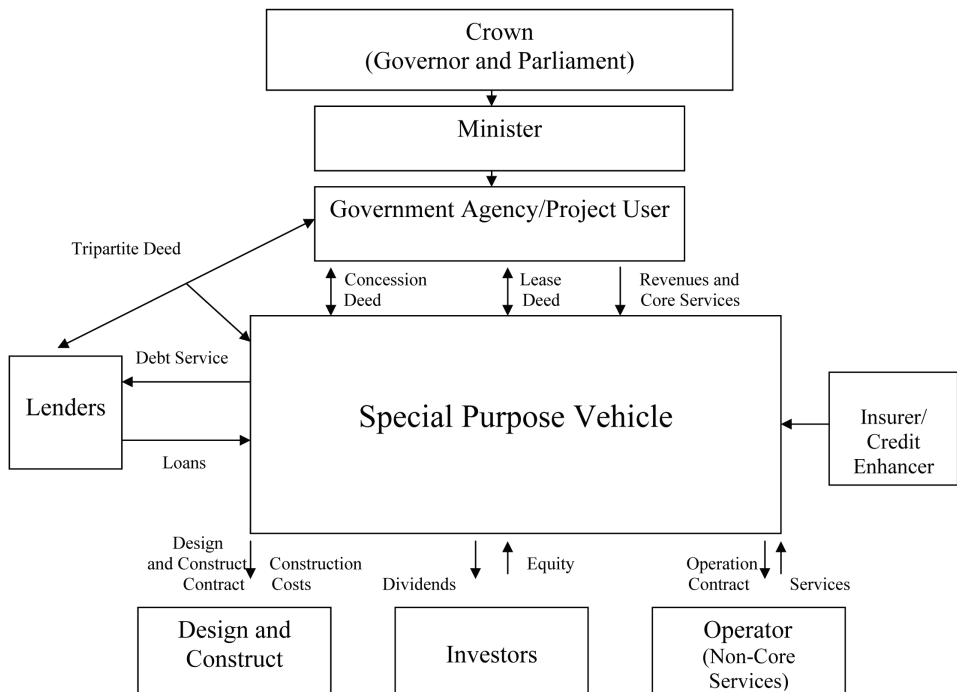 Crown
(Governor and Parliament)
Minister
Government Agency/Project User
Tripartite Deed
Concession
Deed
Lease
Deed
Revenues and
Core Services
Debt Service
Lenders
Loans
Special Purpose Vehicle
Insurer/
Credit
Enhancer
Design
and Construct
Contract
Construction
Costs
Dividends
Equity
Operation
Contract
Services
Design and
Construct
Investors
Operator
(Non-Core
Services)